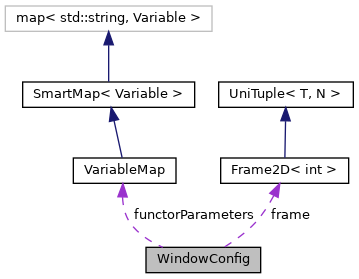 map< std::string, Variable >
SmartMap< Variable >
UniTuple< T, N >
VariableMap
Frame2D< int >
functorParameters
frame
WindowConfig